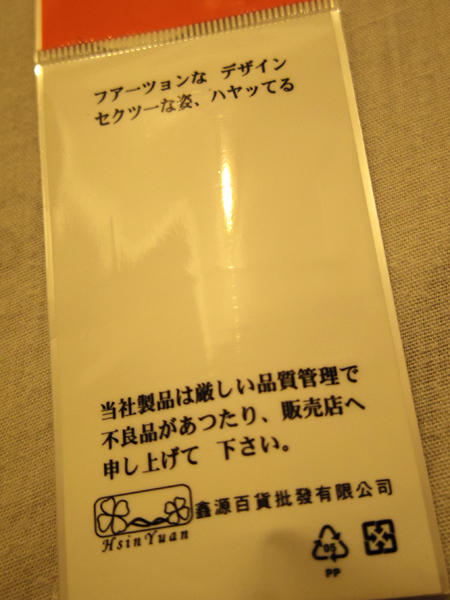 フアーツョンな デザイン
セクツーな姿、ハヤッてる
当社製品は厳しい品質管理で
不良品があつたり、販売店へ
申し上げて 下さい。
鑫源百貨批發有限公司
HsinYuan
05
PP